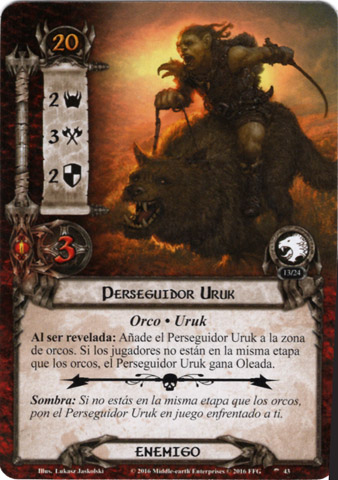 20
2
3
2
3
13/24
Perseguidor Uruk
Orco • Uruk
Al ser revelada: Añade el Perseguidor Uruk a la zona
de orcos. Si los jugadores no están en la misma etapa
que los orcos, el Perseguidor Uruk gana Oleada.
Sombra: Si no estás en la misma etapa que los orcos,
pon el Perseguidor Uruk en juego enfrentado a ti.
ENEMIGO
Illus. Lukasz Jaskolski © 2016 Middle-earth Enterprises © 2016 FFG 43